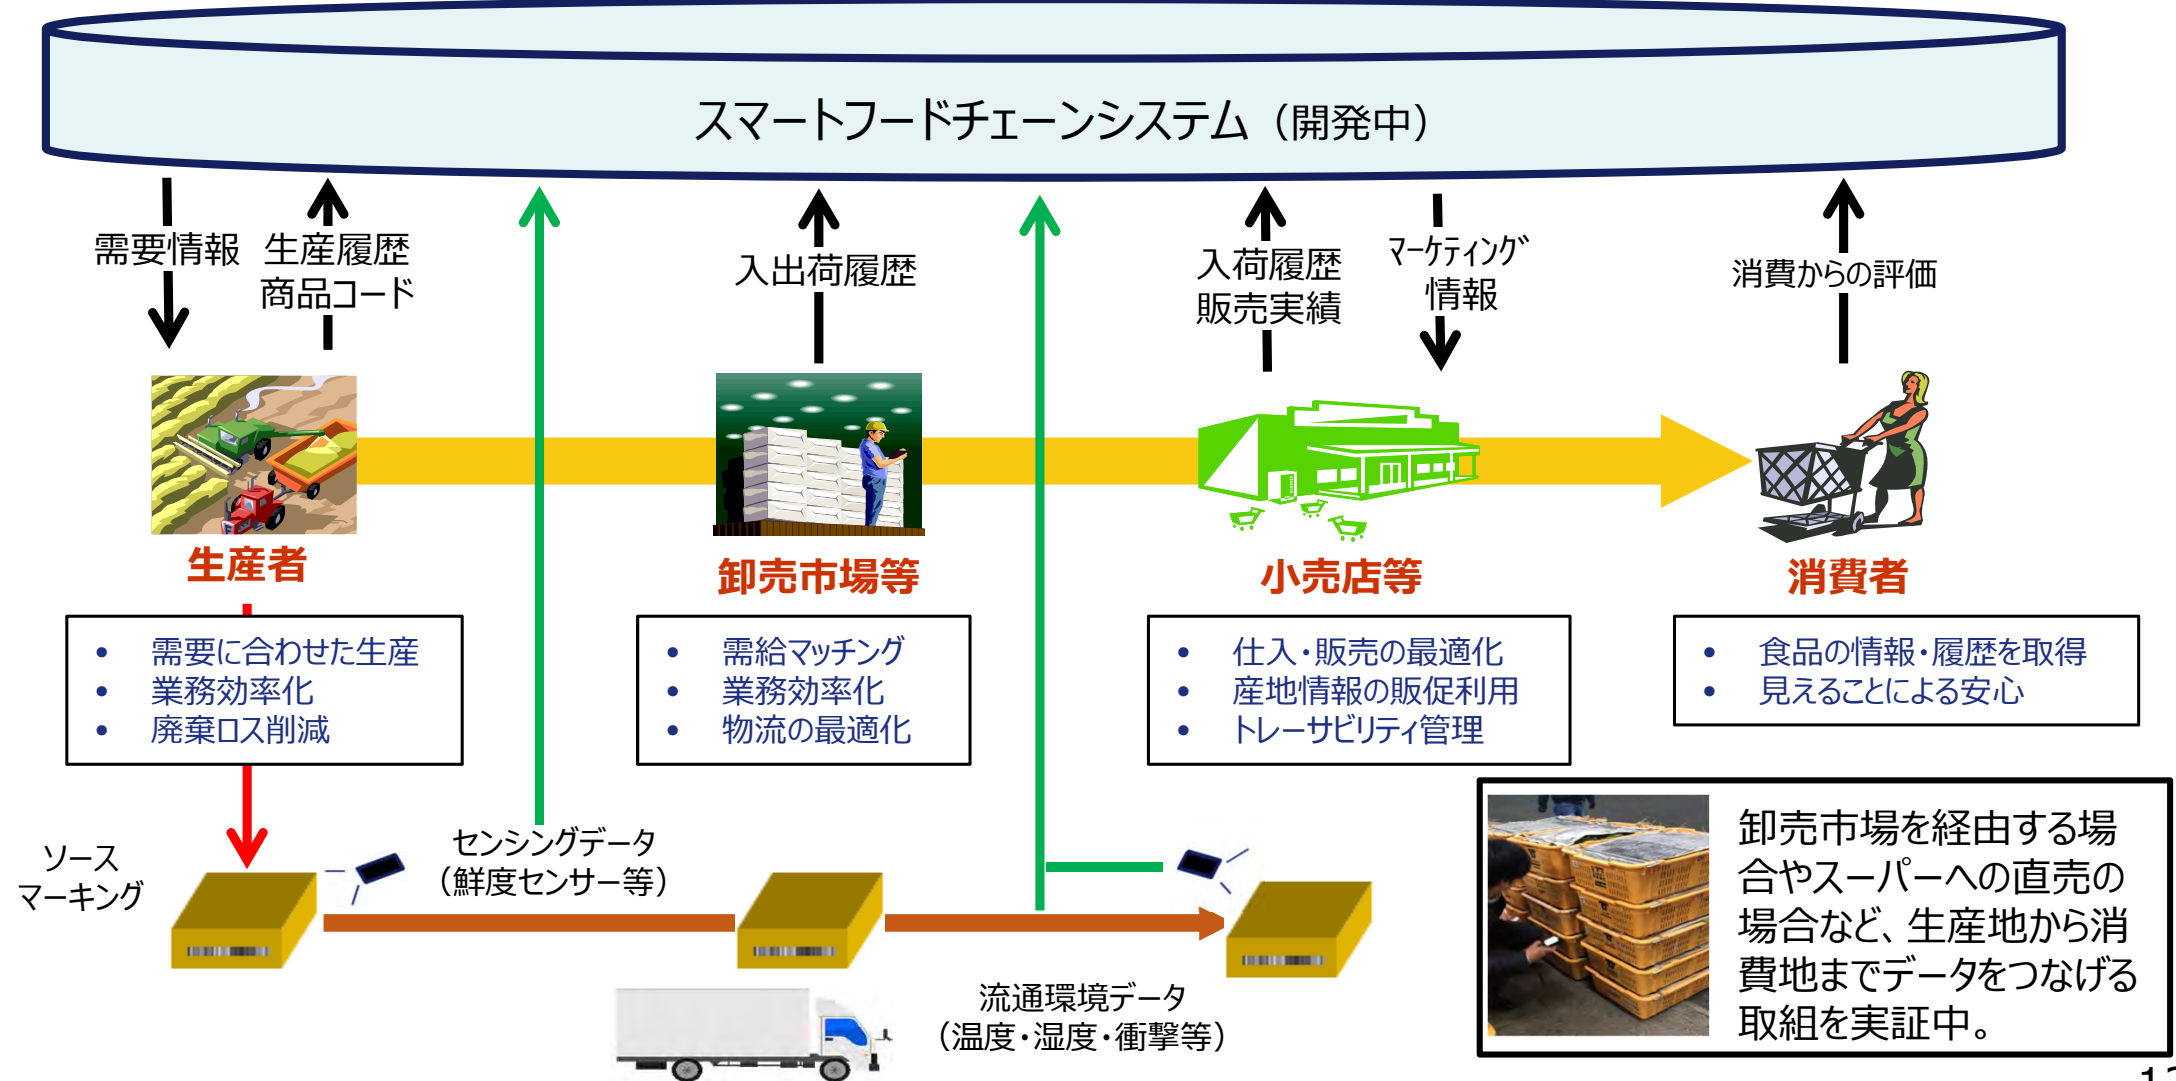 スマートフードチェーンシステム（開発中）
需要情報
生産履歴
商品コード
入出荷履歴
入荷履歴
販売実績
マーケティング
情報
消費からの評価
生産者
卸売市場等
小売店等
消費者
• 需要に合わせた生産
• 業務効率化
• 廃棄ロス削減
• 需給マッチング
• 業務効率化
• 物流の最適化
• 仕入・販売の最適化
• 産地情報の販促利用
• トレーサビリティ管理
• 食品の情報・履歴を取得
• 見えることによる安心
ソース
マーキング
センシングデータ
（鮮度センサー等）
流通環境データ
（温度・湿度・衝撃等）
卸売市場を経由する場
合やスーパーへの直売の
場合など、生産地から消
費地までデータをつなげる
取組を実証中。